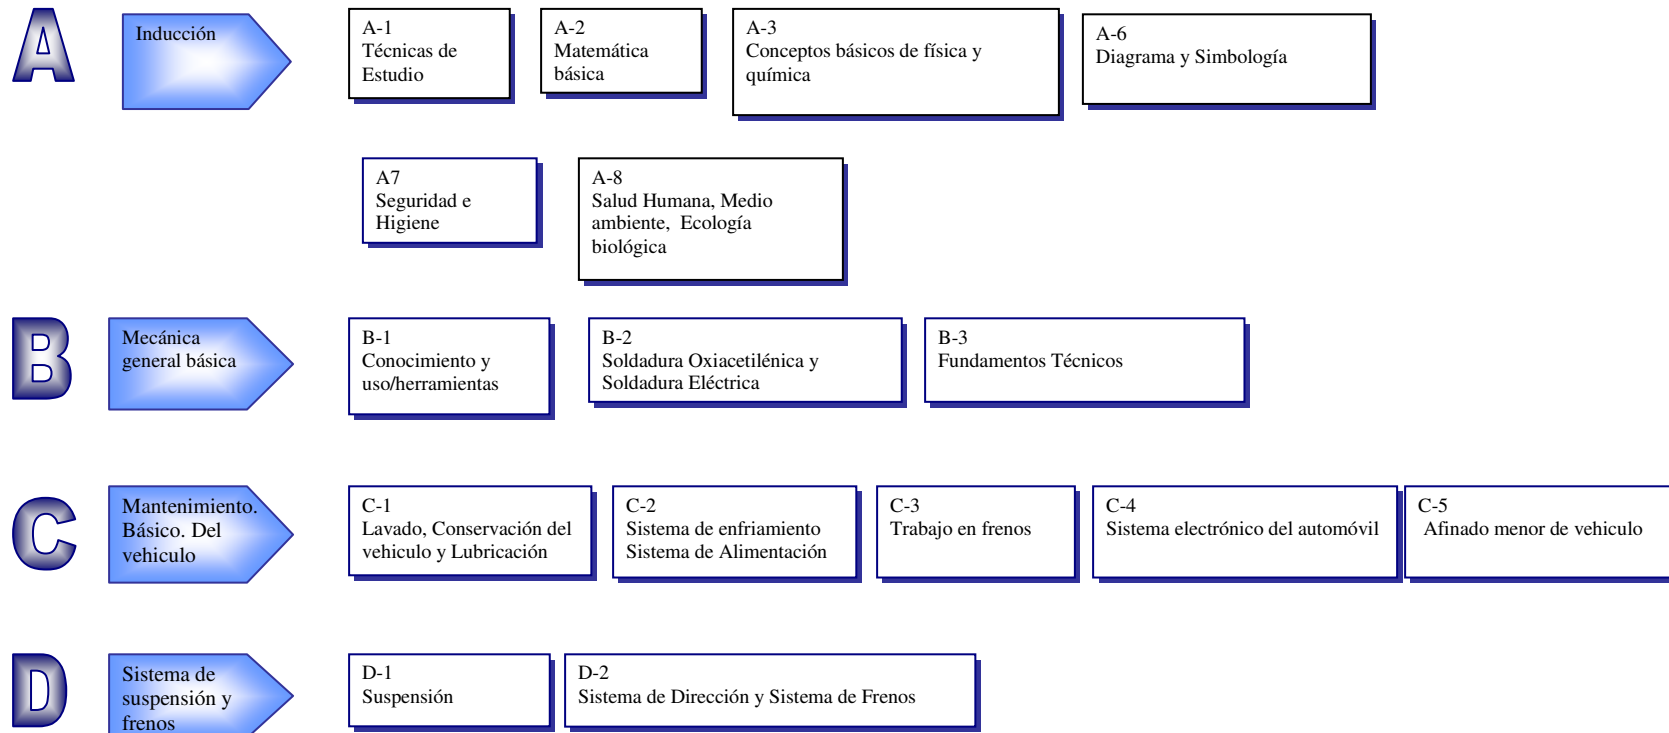 A
Inducción
A-1
Técnicas de
Estudio
A-2
Matemática
básica
A-3
Conceptos básicos de física y
química
A-6
Diagrama y Simbología
A7
Seguridad e
Higiene
A-8
Salud Humana, Medio
ambiente,  Ecología
biológica
B
Mecánica
general básica
B-1
Conocimiento y
uso/herramientas
B-2
Soldadura Oxiacetilénica y
Soldadura Eléctrica
B-3
Fundamentos Técnicos
C
Mantenimiento.
Básico. Del
vehiculo
C-1
Lavado, Conservación del
vehiculo y Lubricación
C-2
Sistema de enfriamiento
Sistema de Alimentación
C-3
Trabajo en frenos
C-4
Sistema electrónico del automóvil
C-5
Afinado menor de vehiculo
D
Sistema de
suspensión y
frenos
D-1
Suspensión
D-2
Sistema de Dirección y Sistema de Frenos